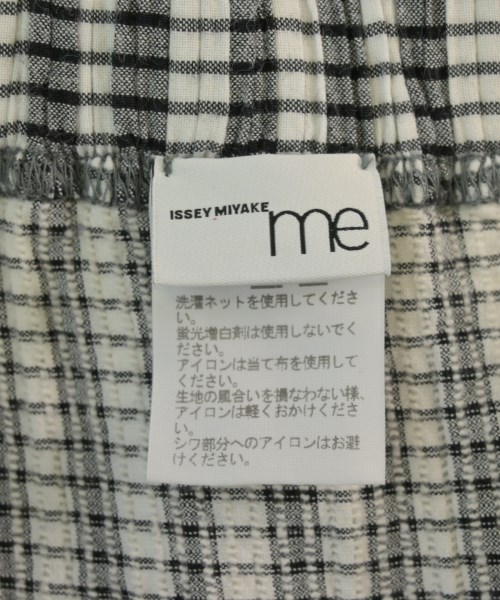 ISSEY MIYAKE me
洗濯ネットを使用してくださ
い。
蛍光増白剤は使用しないでく
ださい。
アイロンは当て布を使用して
ください。
生地の風合いを損なわない様、
アイロンは軽くおかけくださ
い。
シワ部分へのアイロンはお避
けください。